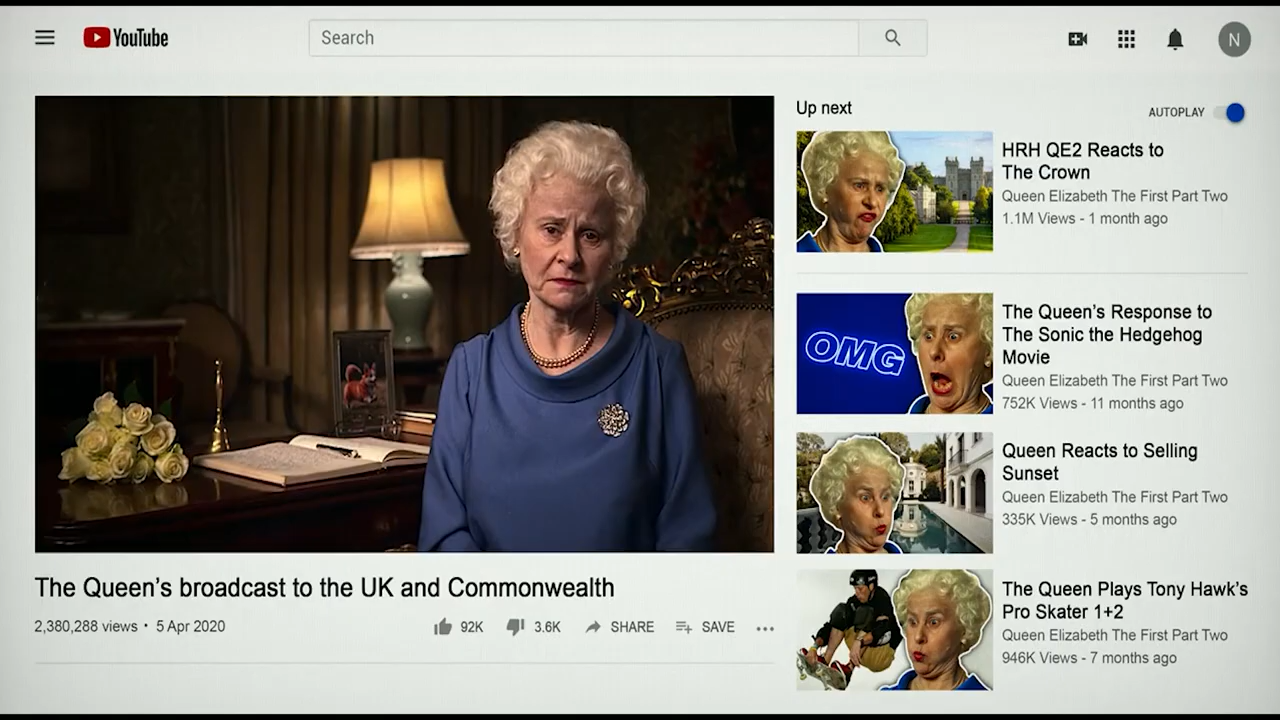 YouTube
Search
N
Up next
AUTOPLAY
HRH QE2 Reacts to
The Crown
Queen Elizabeth The First Part Two
1.1M Views - 1 month ago
OMG
The Queen's Response to
The Sonic the Hedgehog
Movie
Queen Elizabeth The First Part Two
752K Views - 11 months ago
Queen Reacts to Selling
Sunset
Queen Elizabeth The First Part Two
335K Views - 5 months ago
The Queen Plays Tony Hawk's
Pro Skater 1+2
Queen Elizabeth The First Part Two
946K Views - 7 months ago
The Queen's broadcast to the UK and Commonwealth
2,380,288 views • 5 Apr 2020
92K 3.6K SHARE SAVE